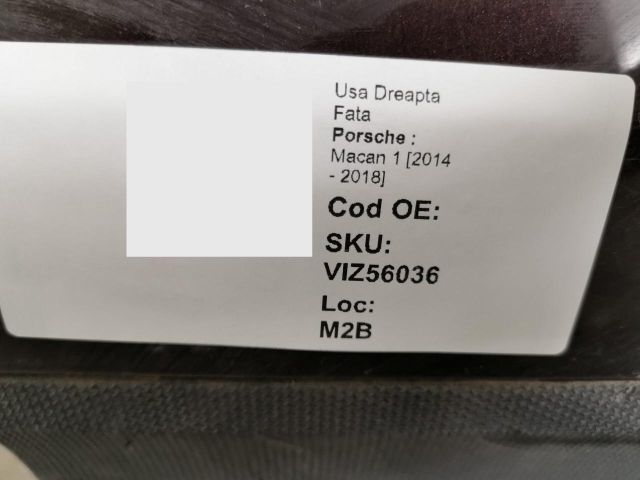 Usa Dreapta
Fata
Porsche :
Macan 1 [2014
- 2018]
Cod OE:
SKU:
VIZ56036
Loc:
M2B